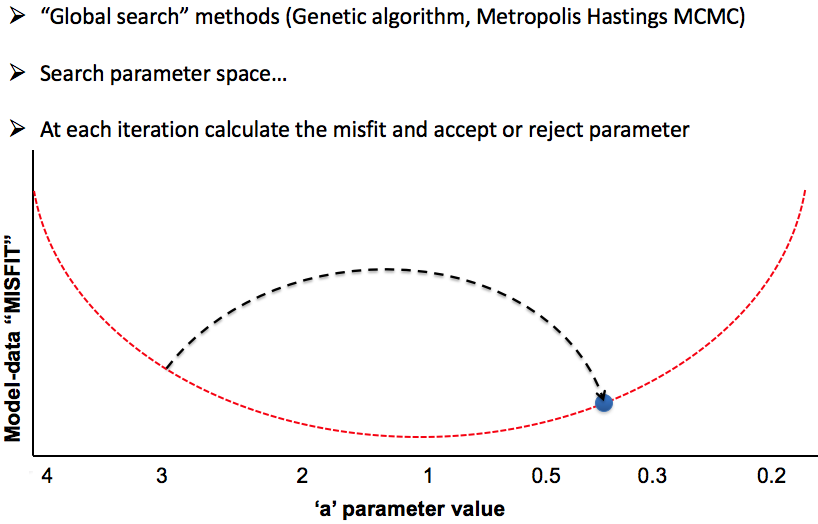 ➢ “Global search” methods (Genetic algorithm, Metropolis Hastings MCMC)
➢ Search parameter space…
➢ At each iteration calculate the misfit and accept or reject parameter
Model-data “MISFIT”
4 3 2 1 0.5 0.3 0.2
‘a’ parameter value